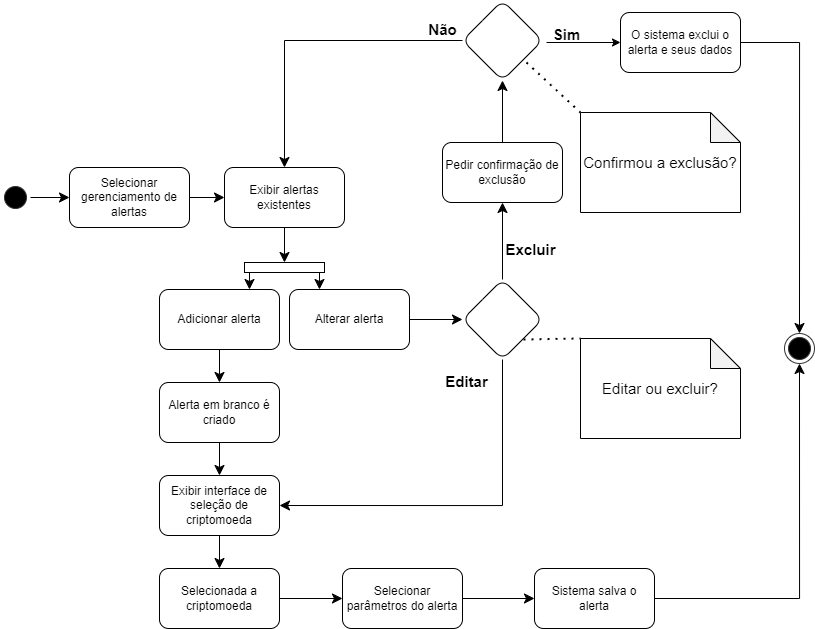 Não
Sim
O sistema exclui o
alerta e seus dados
Confirmou a exclusão?
Pedir confirmação de
exclusão
Selecionar
gerenciamento de
alertas
Exibir alertas
existentes
Excluir
Adicionar alerta
Alterar alerta
Editar
Editar ou excluir?
Alerta em branco é
criado
Exibir interface de
seleção de
criptomoeda
Selecionada a
criptomoeda
Selecionar
parâmetros do alerta
Sistema salva o
alerta